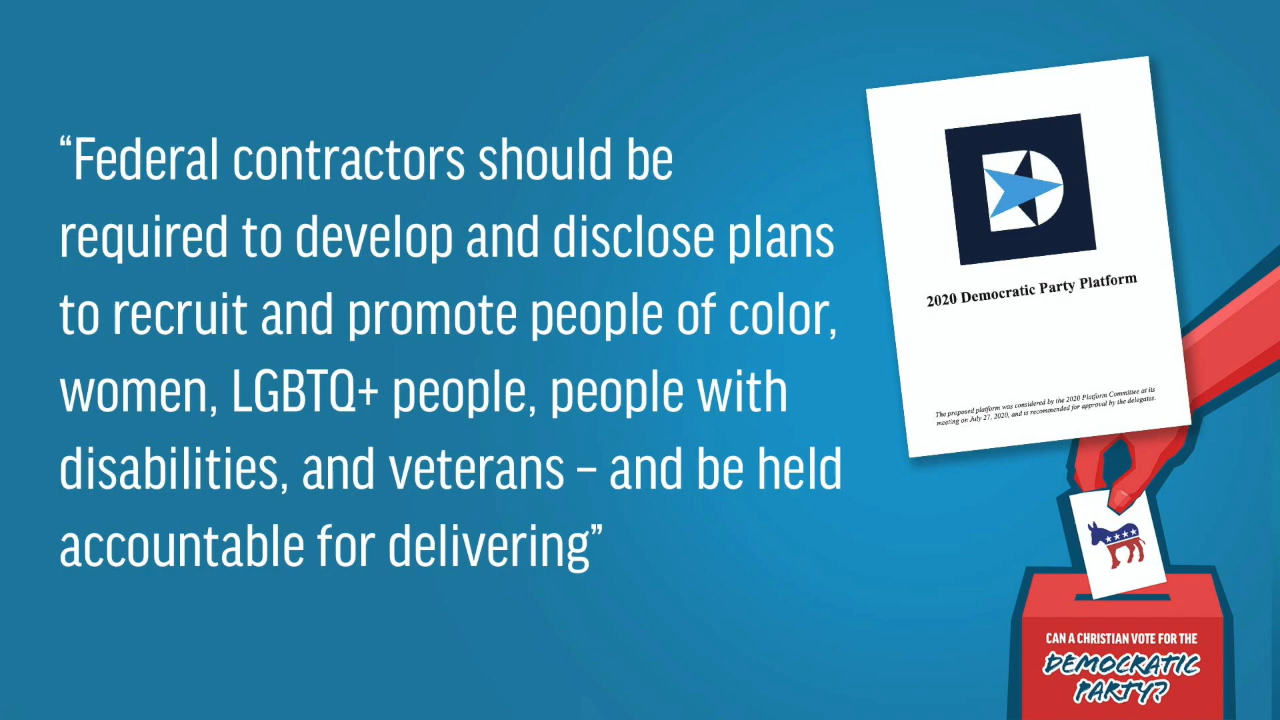 “Federal contractors should be
required to develop and disclose plans
to recruit and promote people of color,
women, LGBTQ+ people, people with
disabilities, and veterans – and be held
accountable for delivering”
2020 Democratic Party Platform
The proposed platform was considered by the 2020 Platform Committee at its
meeting on July 27, 2020, and is recommended for approval by the delegates.
CAN A CHRISTIAN VOTE FOR THE
DEMOCRATIC
PARTY?